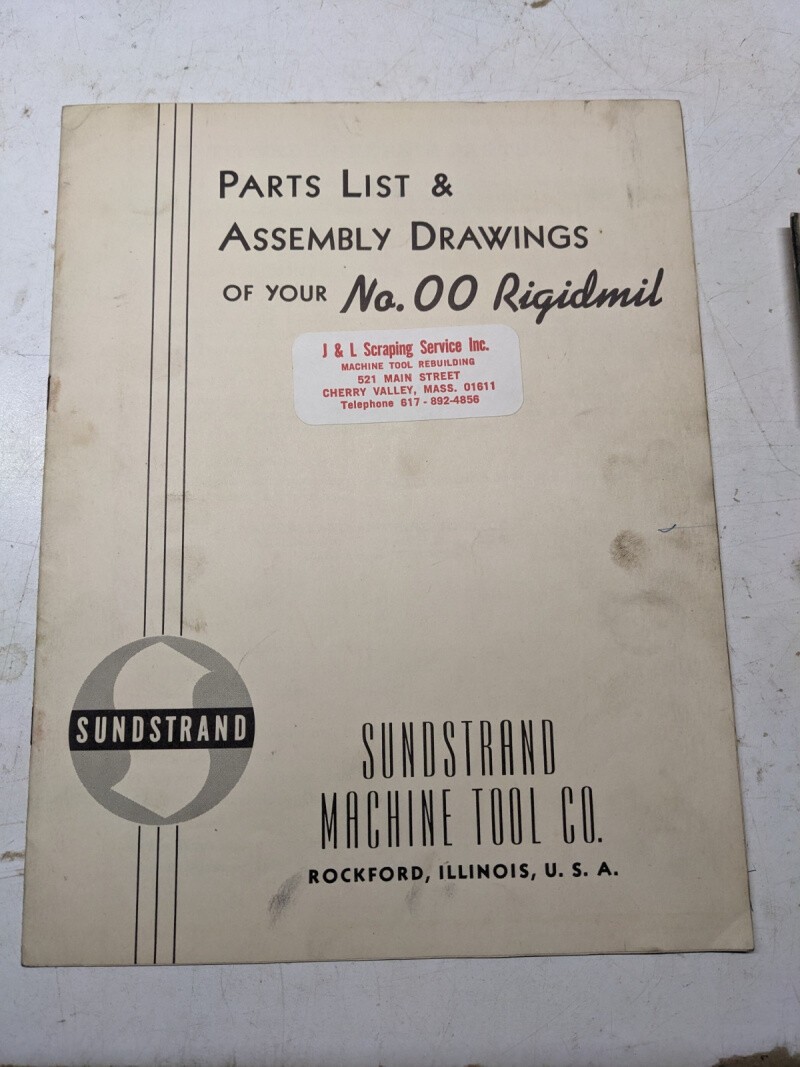 PARTS LIST &
ASSEMBLY DRAWINGS
OF YOUR No. 00 Rigidmil
J & L Scraping Service Inc.
MACHINE TOOL REBUILDING
521 MAIN STREET
CHERRY VALLEY, MASS. 01611
Telephone 617-892-4856
SUNDSTRAND
SUNDSTRAND
MACHINE TOOL CO.
ROCKFORD, ILLINOIS, U. S. A.